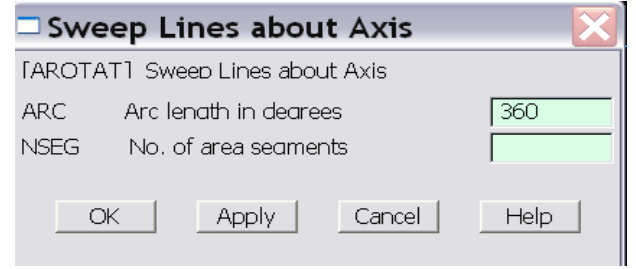 Sweep Lines about Axis
[AROTAT] Sweep Lines about Axis
ARC Arc length in degrees 360
NSEG No. of area segments
OK Apply Cancel Help